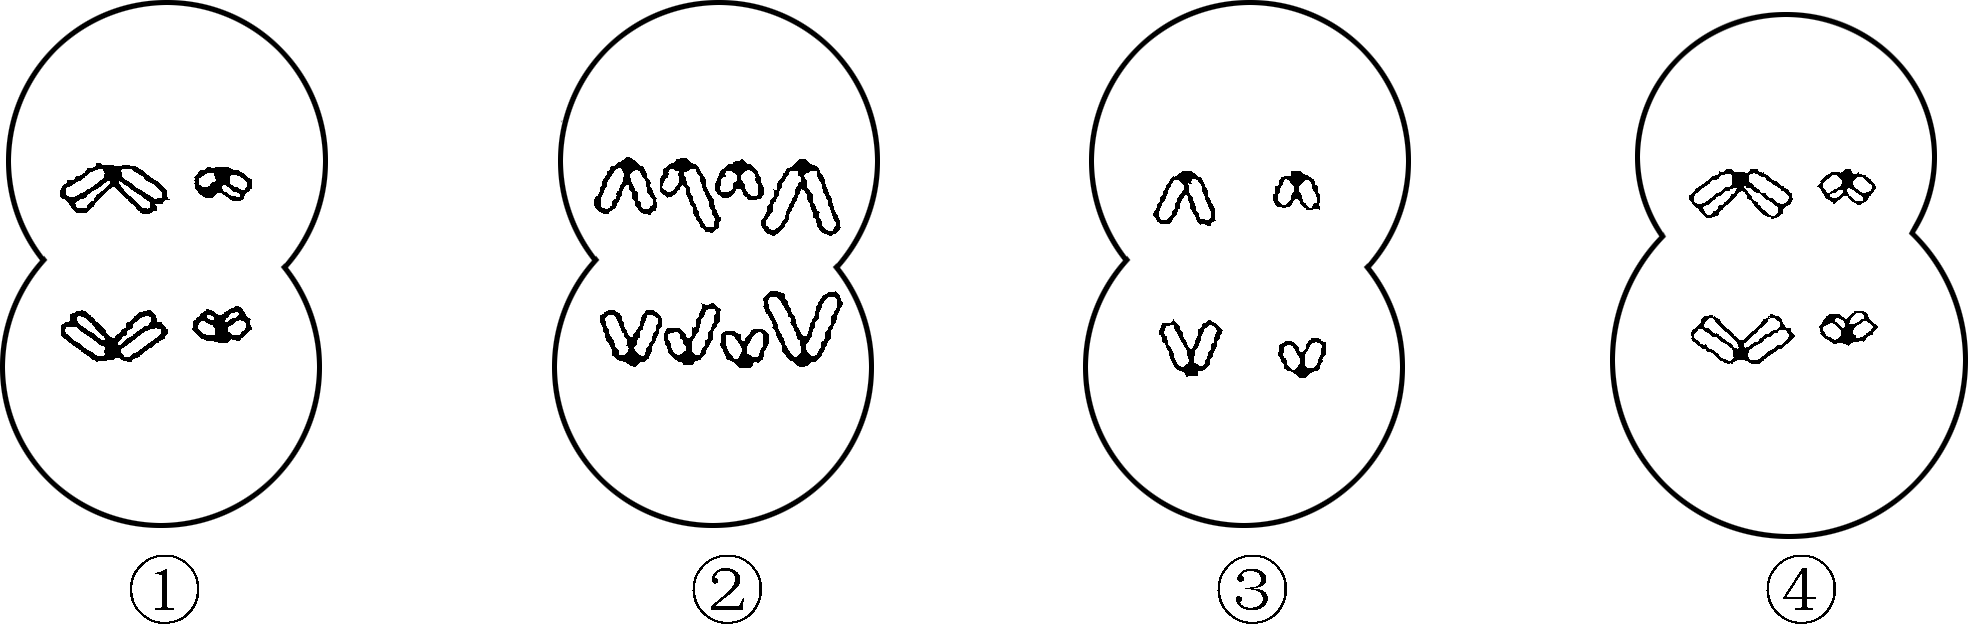 ① ② ③ ④